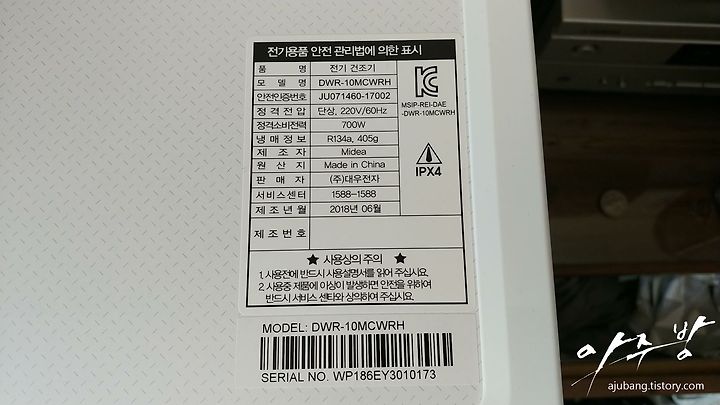 전기용품 안전 관리법에 의한 표시
품 명 전기 건조기
모 델 명 DWR-10MCWRH
안전인증번호 JU071460-17002
정 격 전 압 단상, 220V/60Hz
정격소비전력 700W
냉 매 정 보 R134a, 405g
제 조 자 Midea
원 산 지 Made in China
판 매 자 (주)대우전자
서비스센터 1588-1588
제 조 년 월 2018년 06월
제 조 번 호
MSIP-REI-DAE
-DWR-10MCWRH
IPX4
★ 사용상의 주의 ★
1. 사용전에 반드시 사용설명서를 읽어 주십시요.
2. 사용중 제품에 이상이 발생하면 안전을 위하여
반드시 서비스 센타와 상의하여 주십시요.
MODEL: DWR-10MCWRH
SERIAL NO. WP186EY3010173
아주방
ajubang.tistory.com